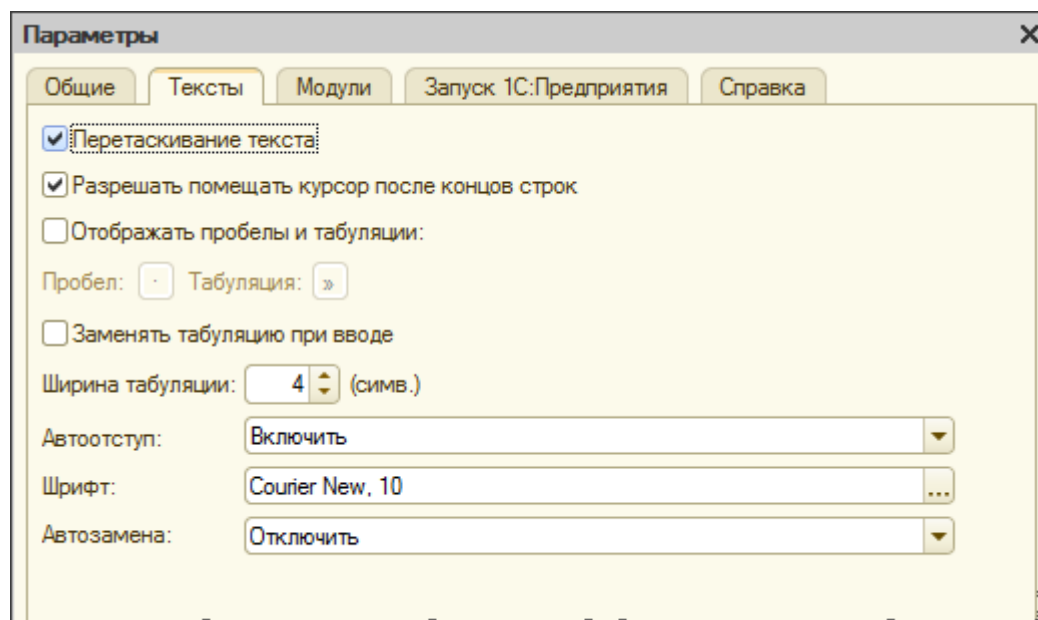 Параметры
Общие Тексты Модули Запуск 1С:Предприятия Справка
Перетаскивание текста
Разрешать помещать курсор после концов строк
Отображать пробелы и табуляции:
Пробел: · Табуляция: »
Заменять табуляцию при вводе
Ширина табуляции: 4 (симв.)
Автоотступ: Включить
Шрифт: Courier New, 10 ...
Автозамена: Отключить